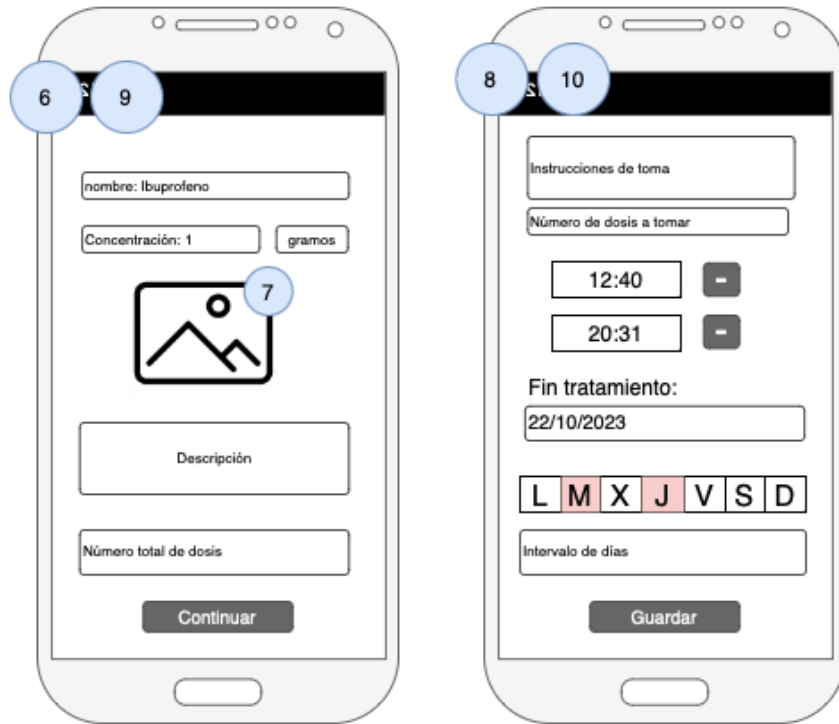 6 9
nombre: Ibuprofeno
Concentración: 1 gramos
7
Descripción
Número total de dosis
Continuar
8 10
Instrucciones de toma
Número de dosis a tomar
12:40 -
20:31 -
Fin tratamiento:
22/10/2023
L M X J V S D
Intervalo de días
Guardar